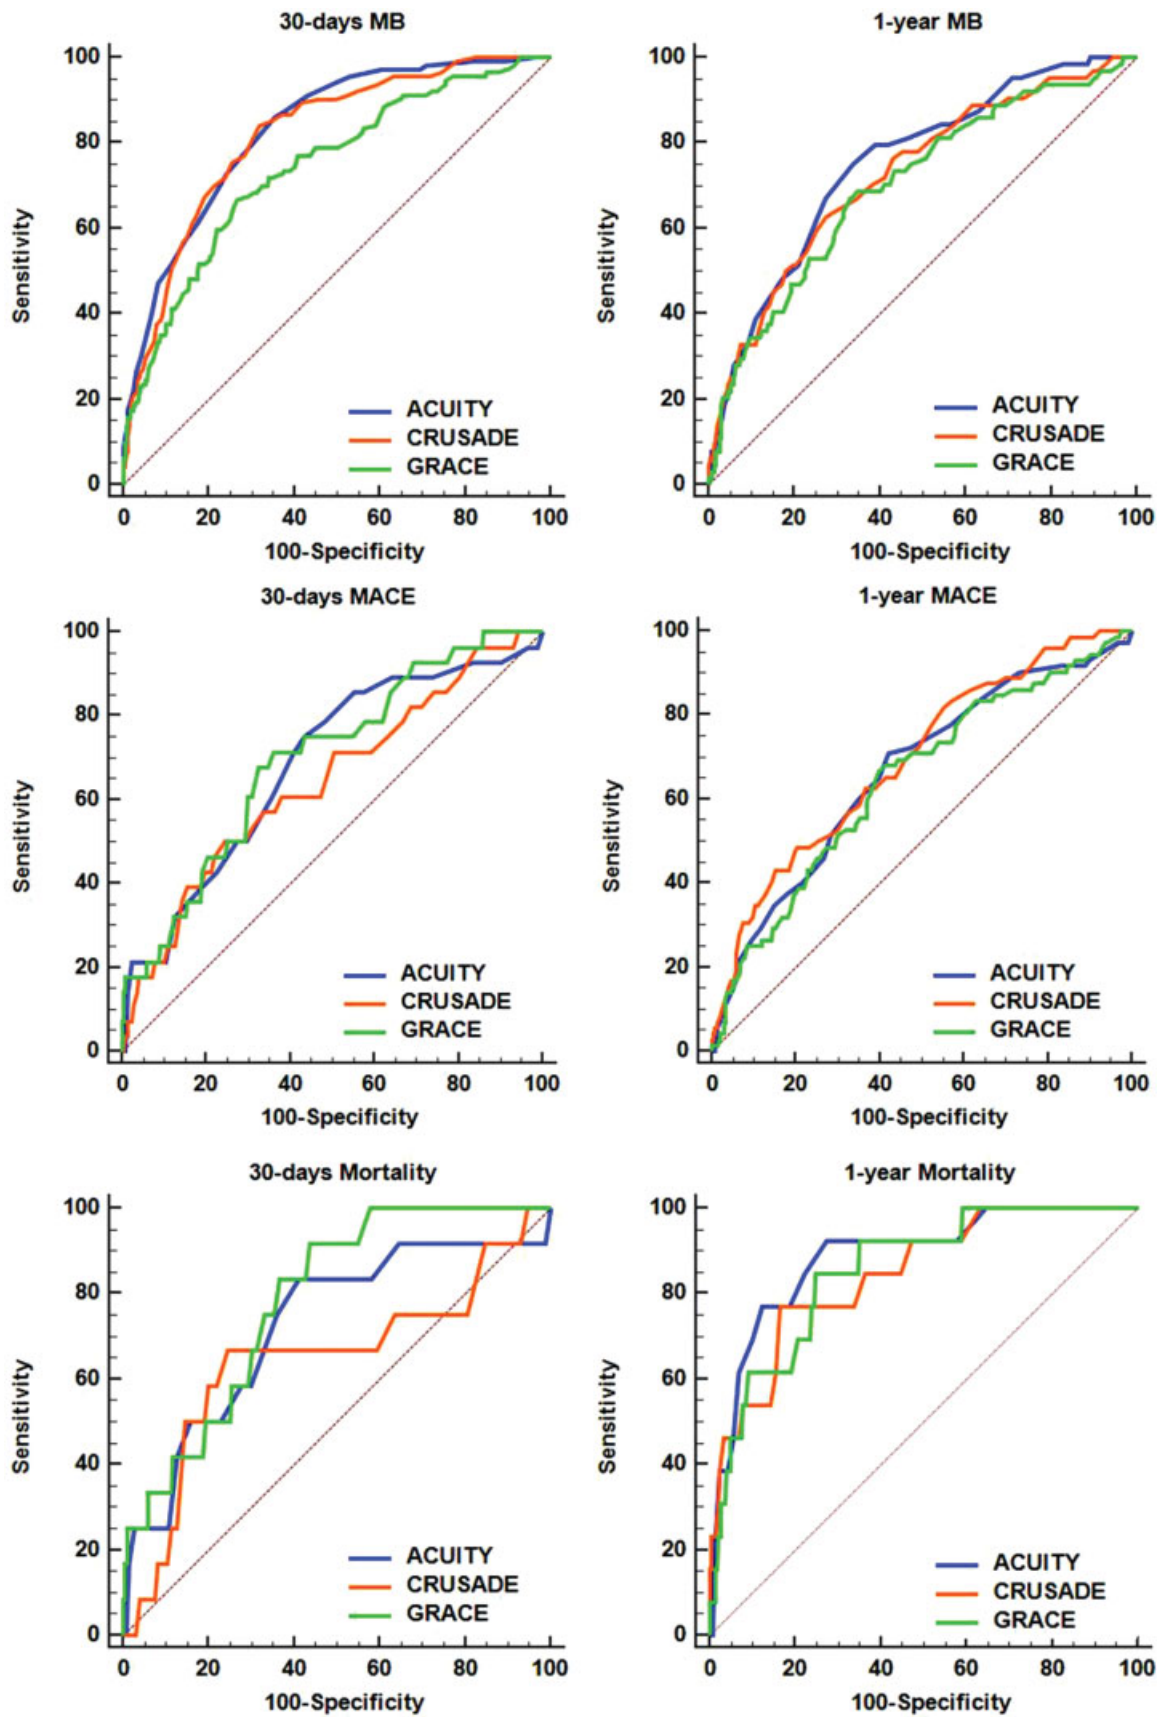 30-days MB
Sensitivity
100
80
60
40
20
0
ACUITY
CRUSADE
GRACE
0 20 40 60 80 100
100-Specificity
1-year MB
Sensitivity
100
80
60
40
20
0
ACUITY
CRUSADE
GRACE
0 20 40 60 80 100
100-Specificity
30-days MACE
Sensitivity
100
80
60
40
20
0
ACUITY
CRUSADE
GRACE
0 20 40 60 80 100
100-Specificity
1-year MACE
Sensitivity
100
80
60
40
20
0
ACUITY
CRUSADE
GRACE
0 20 40 60 80 100
100-Specificity
30-days Mortality
Sensitivity
100
80
60
40
20
0
ACUITY
CRUSADE
GRACE
0 20 40 60 80 100
100-Specificity
1-year Mortality
Sensitivity
100
80
60
40
20
0
ACUITY
CRUSADE
GRACE
0 20 40 60 80 100
100-Specificity